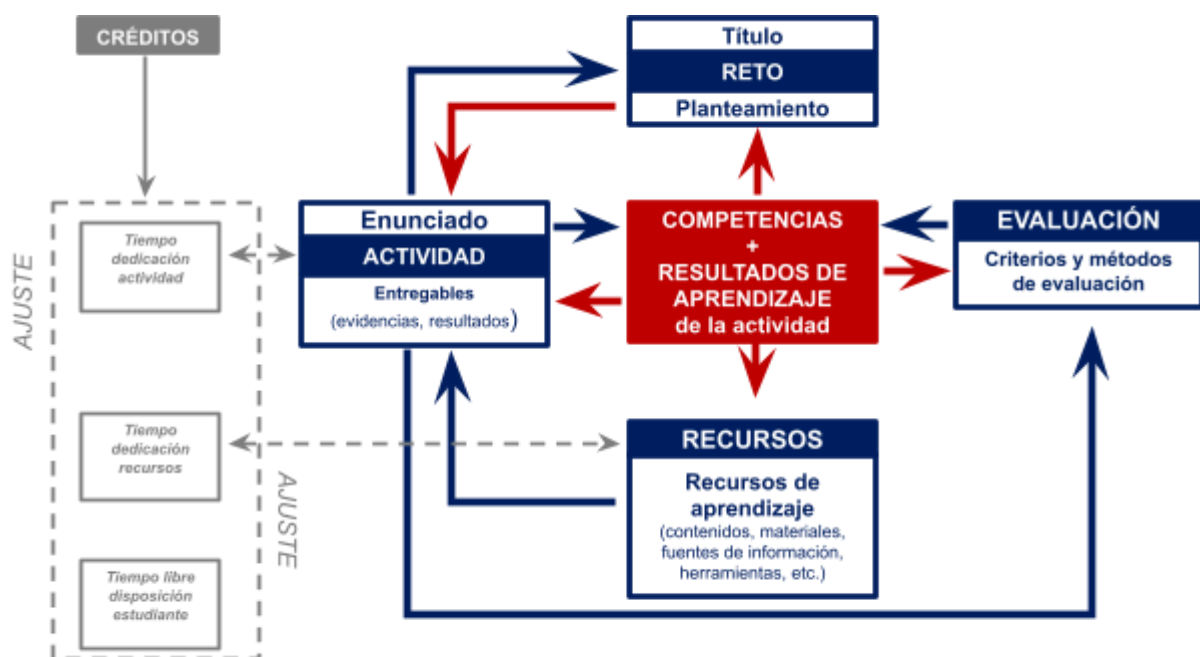 CRÉDITOS
Título
RETO
Planteamiento
AJUSTE
Tiempo
dedicación
actividad
Enunciado
ACTIVIDAD
Entregables
(evidencias, resultados)
COMPETENCIAS
+
RESULTADOS DE
APRENDIZAJE
de la actividad
EVALUACIÓN
Criterios y métodos
de evaluación
Tiempo
dedicación
recursos
AJUSTE
RECURSOS
Recursos de
aprendizaje
(contenidos, materiales,
fuentes de información,
herramientas, etc.)
Tiempo libre
disposición
estudiante